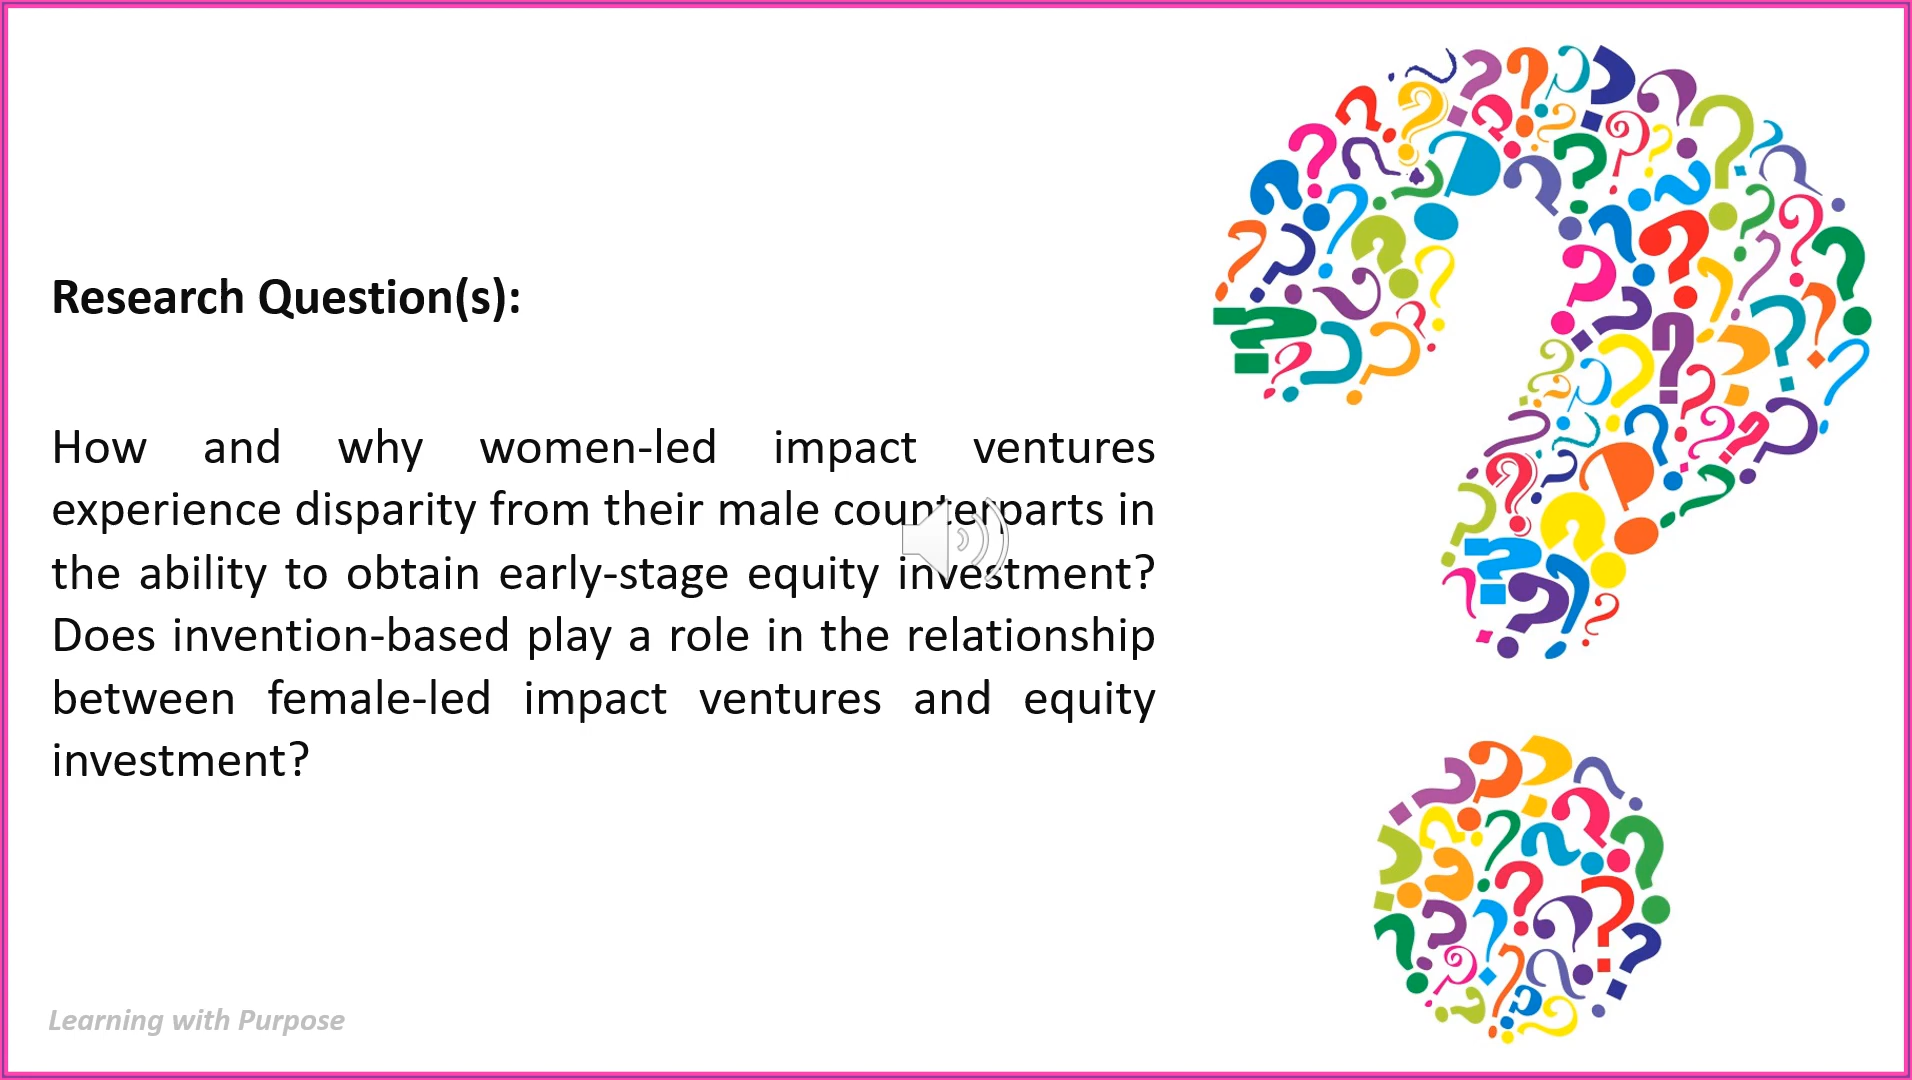 Research Question(s):
How and why women-led impact ventures
experience disparity from their male counterparts in
the ability to obtain early-stage equity investment?
Does invention-based play a role in the relationship
between female-led impact ventures and equity
investment?
Learning with Purpose